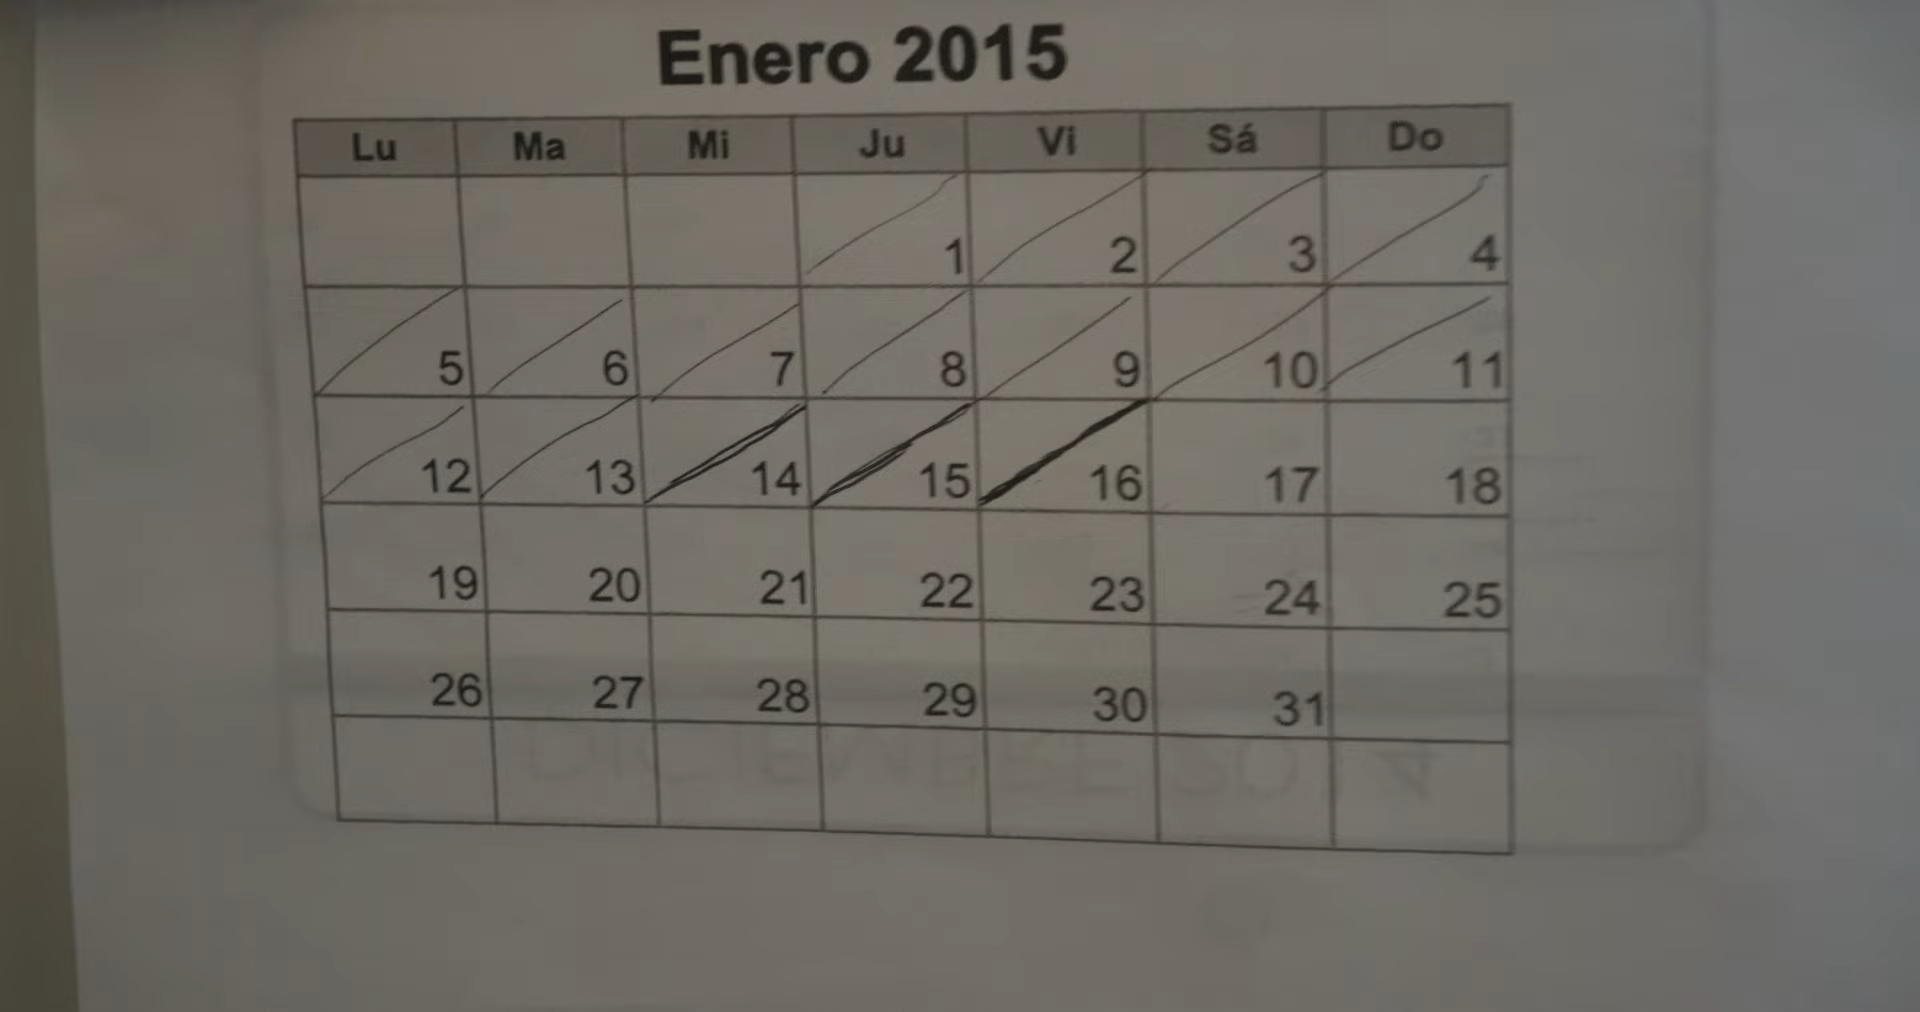 Enero 2015
Lu Ma Mi Ju Vi Sá Do
1 2 3 4
5 6 7 8 9 10 11
12 13 14 15 16 17 18
19 20 21 22 23 24 25
26 27 28 29 30 31
DICIEMBRE 2014